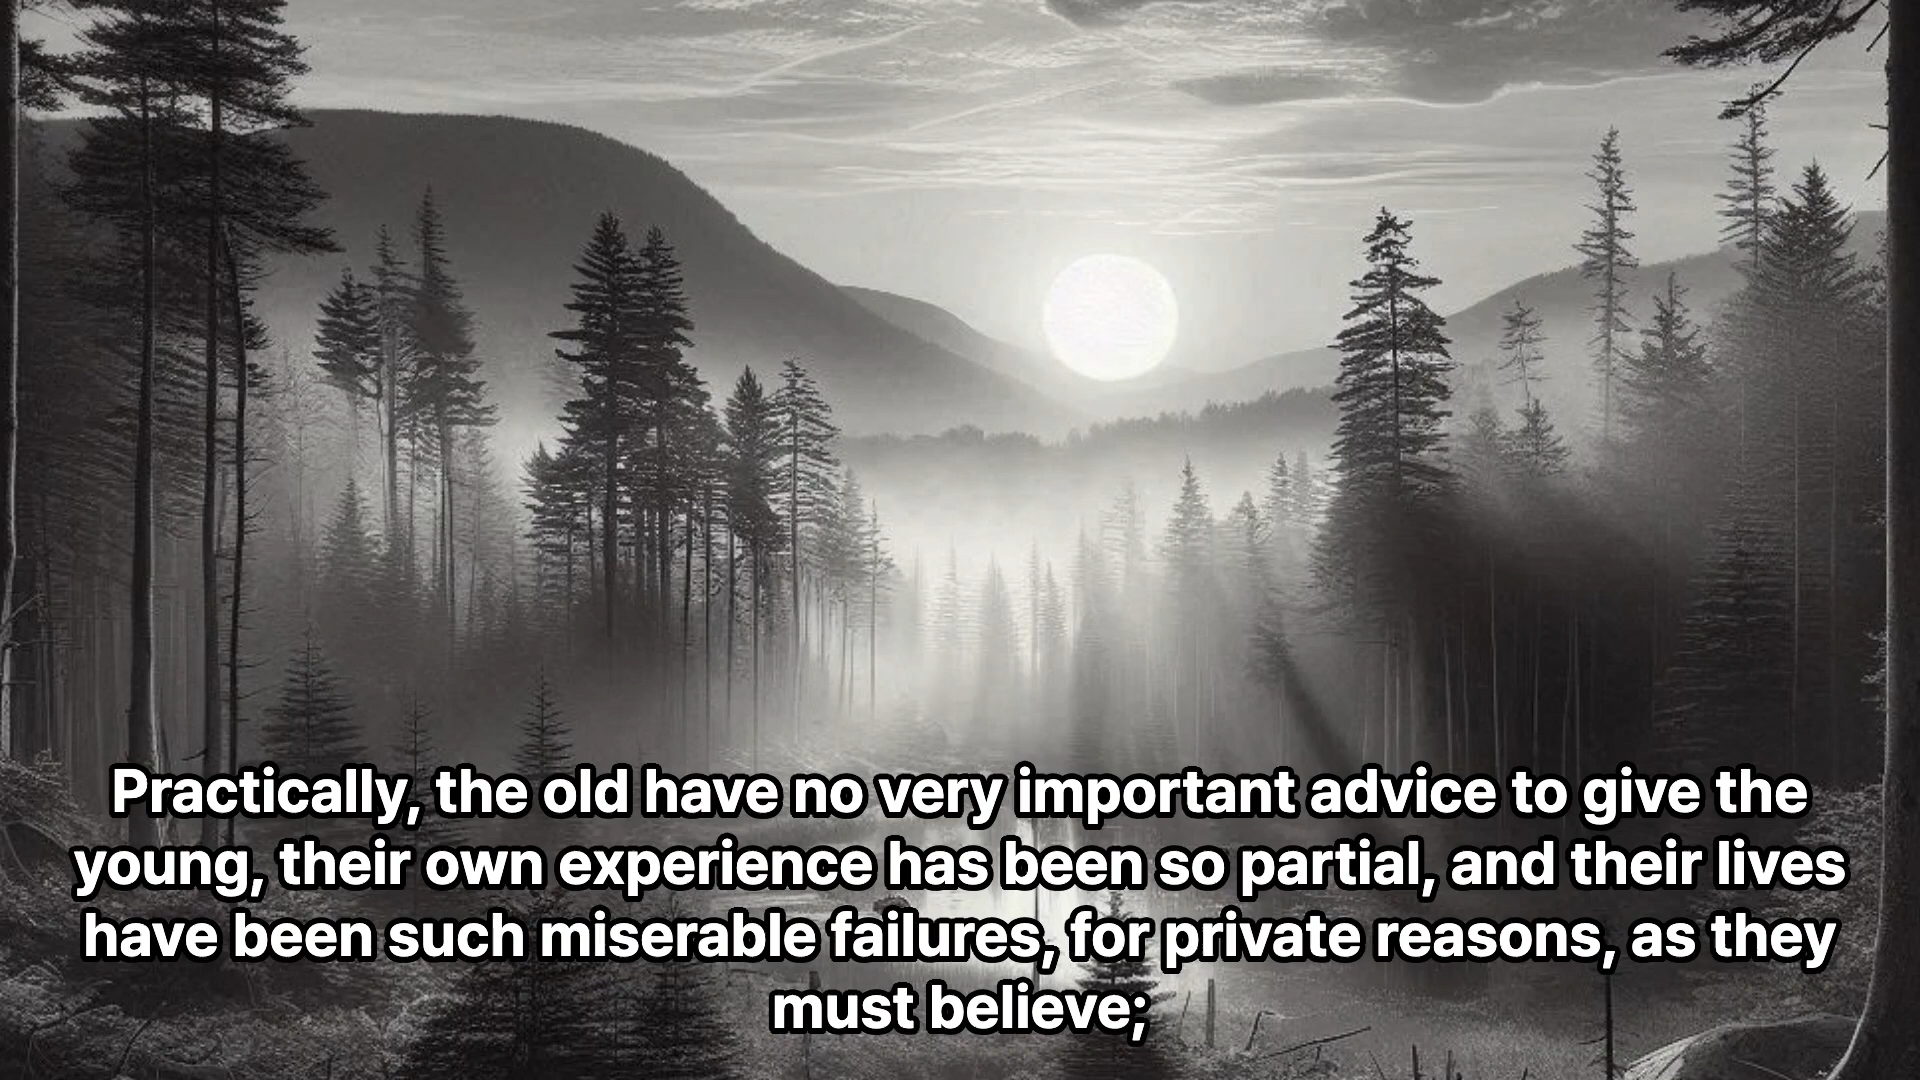 Practically, the old have no very important advice to give the
young, their own experience has been so partial, and their lives
have been such miserable failures, for private reasons, as they
must believe;